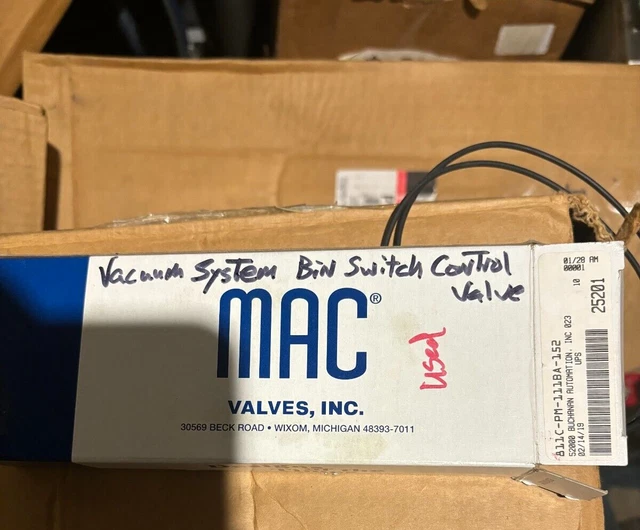 Vacuum System Bin Switch Control
Valve
MAC®
used
VALVES, INC.
30569 BECK ROAD • WIXOM, MICHIGAN 48393-7011
811C-PM-111BA-152
52000 BUCHANAN AUTOMATION, INC 023
02/14/19
UPS
10
25201
01/28 AM
00001